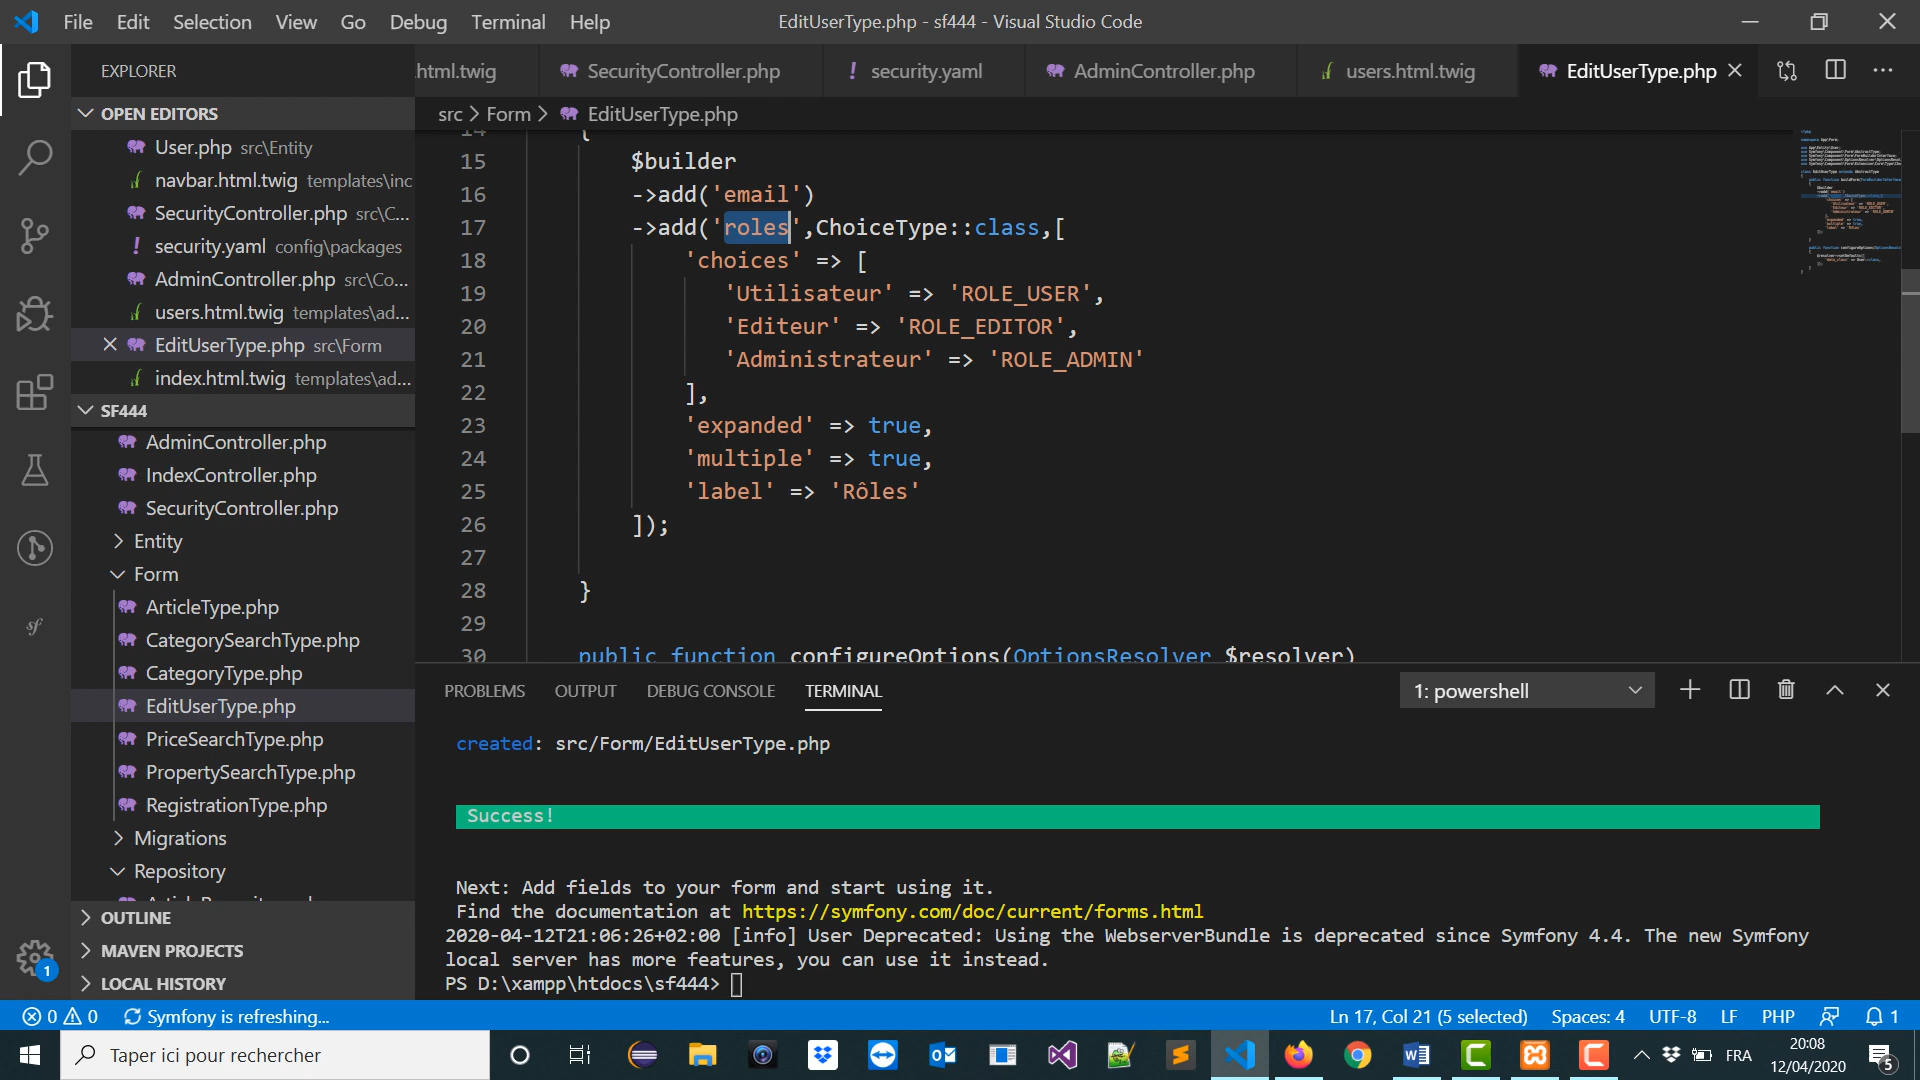 File Edit Selection View Go Debug Terminal Help
EditUserType.php - sf444 - Visual Studio Code
EXPLORER
.html.twig SecurityController.php ! security.yaml AdminController.php users.html.twig EditUserType.php
OPEN EDITORS
User.php src\Entity
navbar.html.twig templates\inc
SecurityController.php src\C...
! security.yaml config\packages
AdminController.php src\Co...
users.html.twig templates\ad...
EditUserType.php src\Form
index.html.twig templates\ad...
SF444
AdminController.php
IndexController.php
SecurityController.php
Entity
Form
ArticleType.php
CategorySearchType.php
CategoryType.php
EditUserType.php
PriceSearchType.php
PropertySearchType.php
RegistrationType.php
Migrations
Repository
OUTLINE
MAVEN PROJECTS
LOCAL HISTORY
src > Form > EditUserType.php
14 {
15 $builder
16 ->add('email')
17 ->add('roles',ChoiceType::class,[
18 'choices' => [
19 'Utilisateur' => 'ROLE_USER',
20 'Editeur' => 'ROLE_EDITOR',
21 'Administrateur' => 'ROLE_ADMIN'
22 ],
23 'expanded' => true,
24 'multiple' => true,
25 'label' => 'Rôles'
26 ]);
27
28 }
29
30 public function configureOptions(OptionsResolver $resolver)
PROBLEMS OUTPUT DEBUG CONSOLE TERMINAL 1: powershell
created: src/Form/EditUserType.php
Success!
Next: Add fields to your form and start using it.
Find the documentation at https://symfony.com/doc/current/forms.html
2020-04-12T21:06:26+02:00 [info] User Deprecated: Using the WebserverBundle is deprecated since Symfony 4.4. The new Symfony
local server has more features, you can use it instead.
PS D:\xampp\htdocs\sf444>
1
0 0 Symfony is refreshing...
Ln 17, Col 21 (5 selected) Spaces: 4 UTF-8 LF PHP 1
Taper ici pour rechercher
FRA
20:08
12/04/2020
5